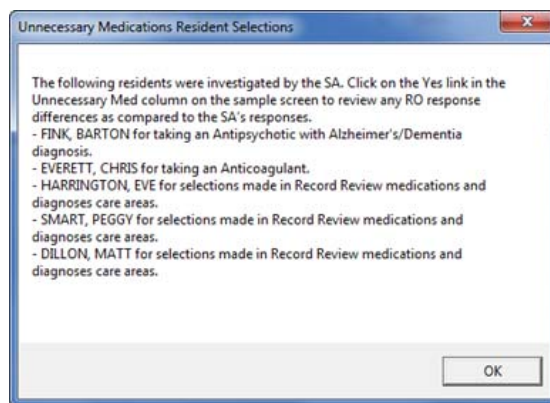 Unnecessary Medications Resident Selections
The following residents were investigated by the SA. Click on the Yes link in the
Unnecessary Med column on the sample screen to review any RO response
differences as compared to the SA's responses.
- FINK, BARTON for taking an Antipsychotic with Alzheimer's/Dementia
diagnosis.
- EVERETT, CHRIS for taking an Anticoagulant.
- HARRINGTON, EVE for selections made in Record Review medications and
diagnoses care areas.
- SMART, PEGGY for selections made in Record Review medications and
diagnoses care areas.
- DILLON, MATT for selections made in Record Review medications and
diagnoses care areas.
OK